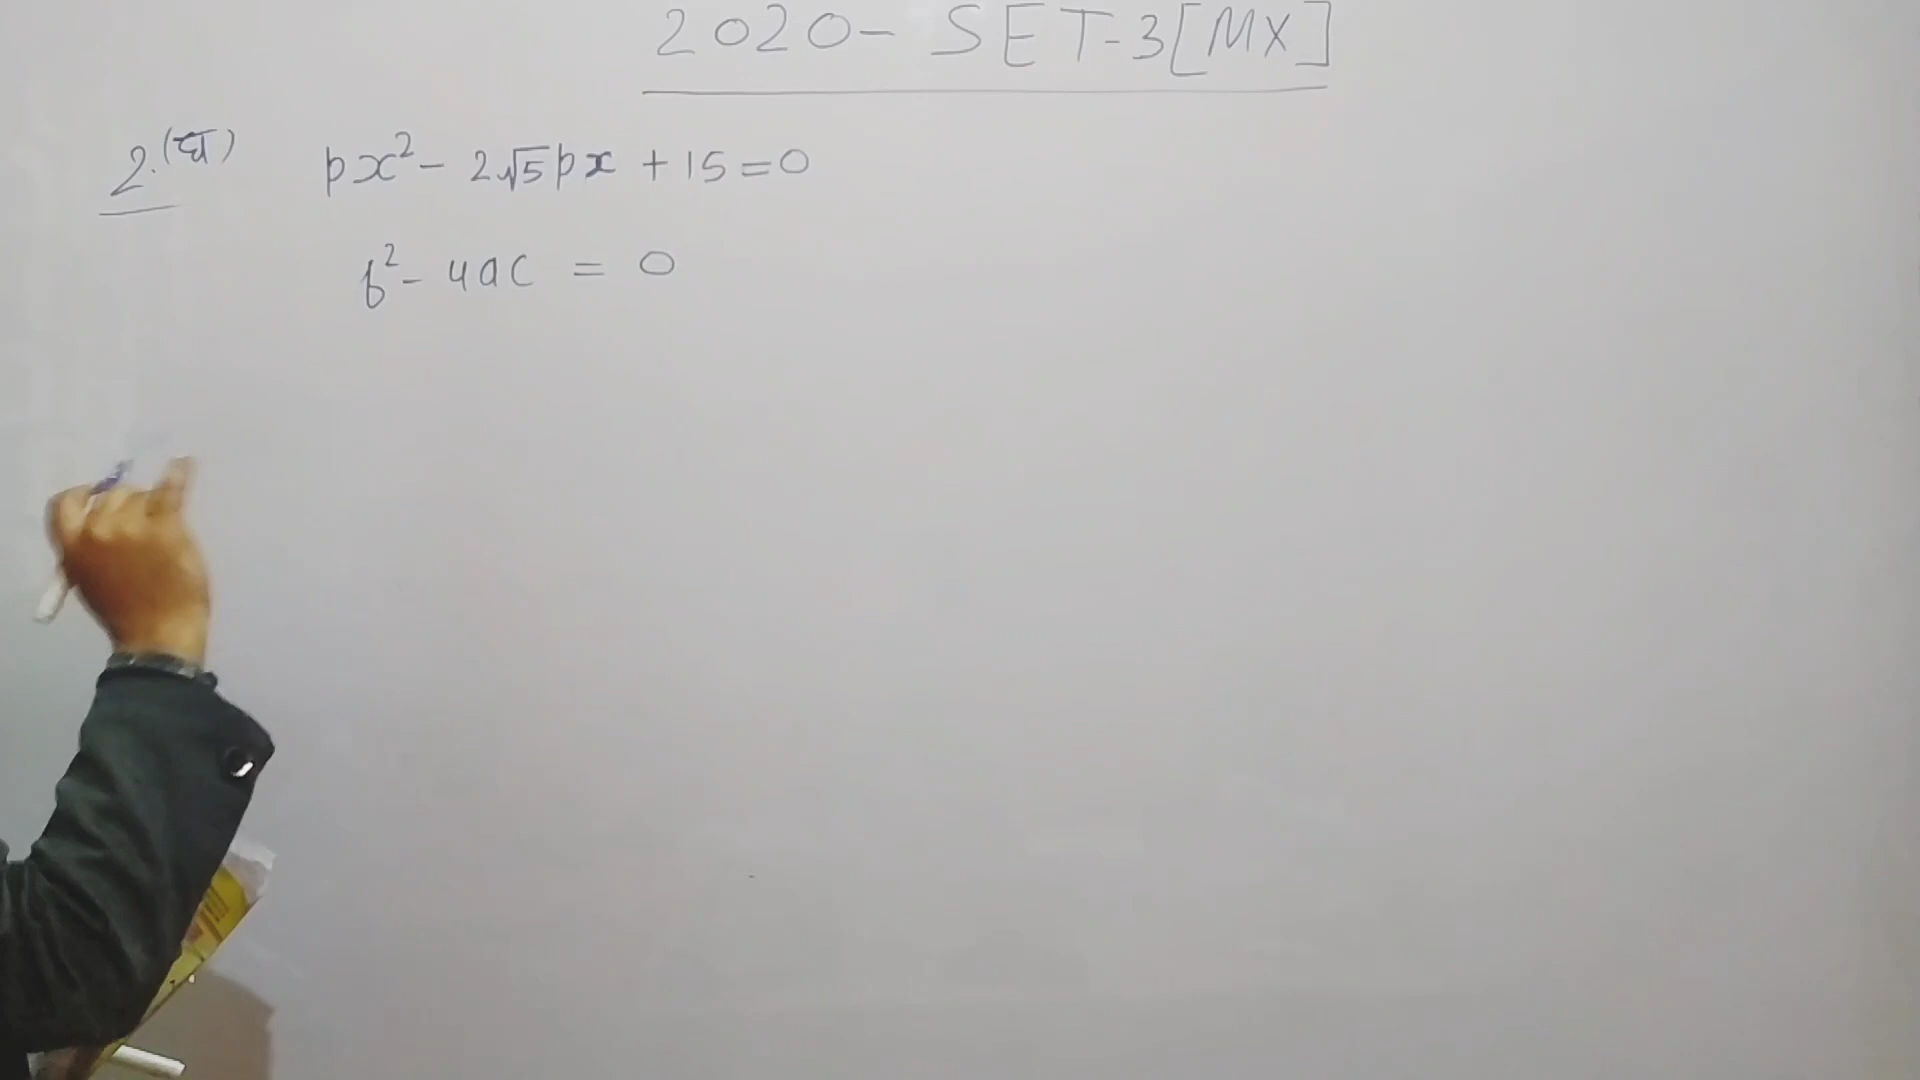 2020- SET-3[MX]
2.(घ) px² - 2√5px + 15 = 0
b² - 4ac = 0